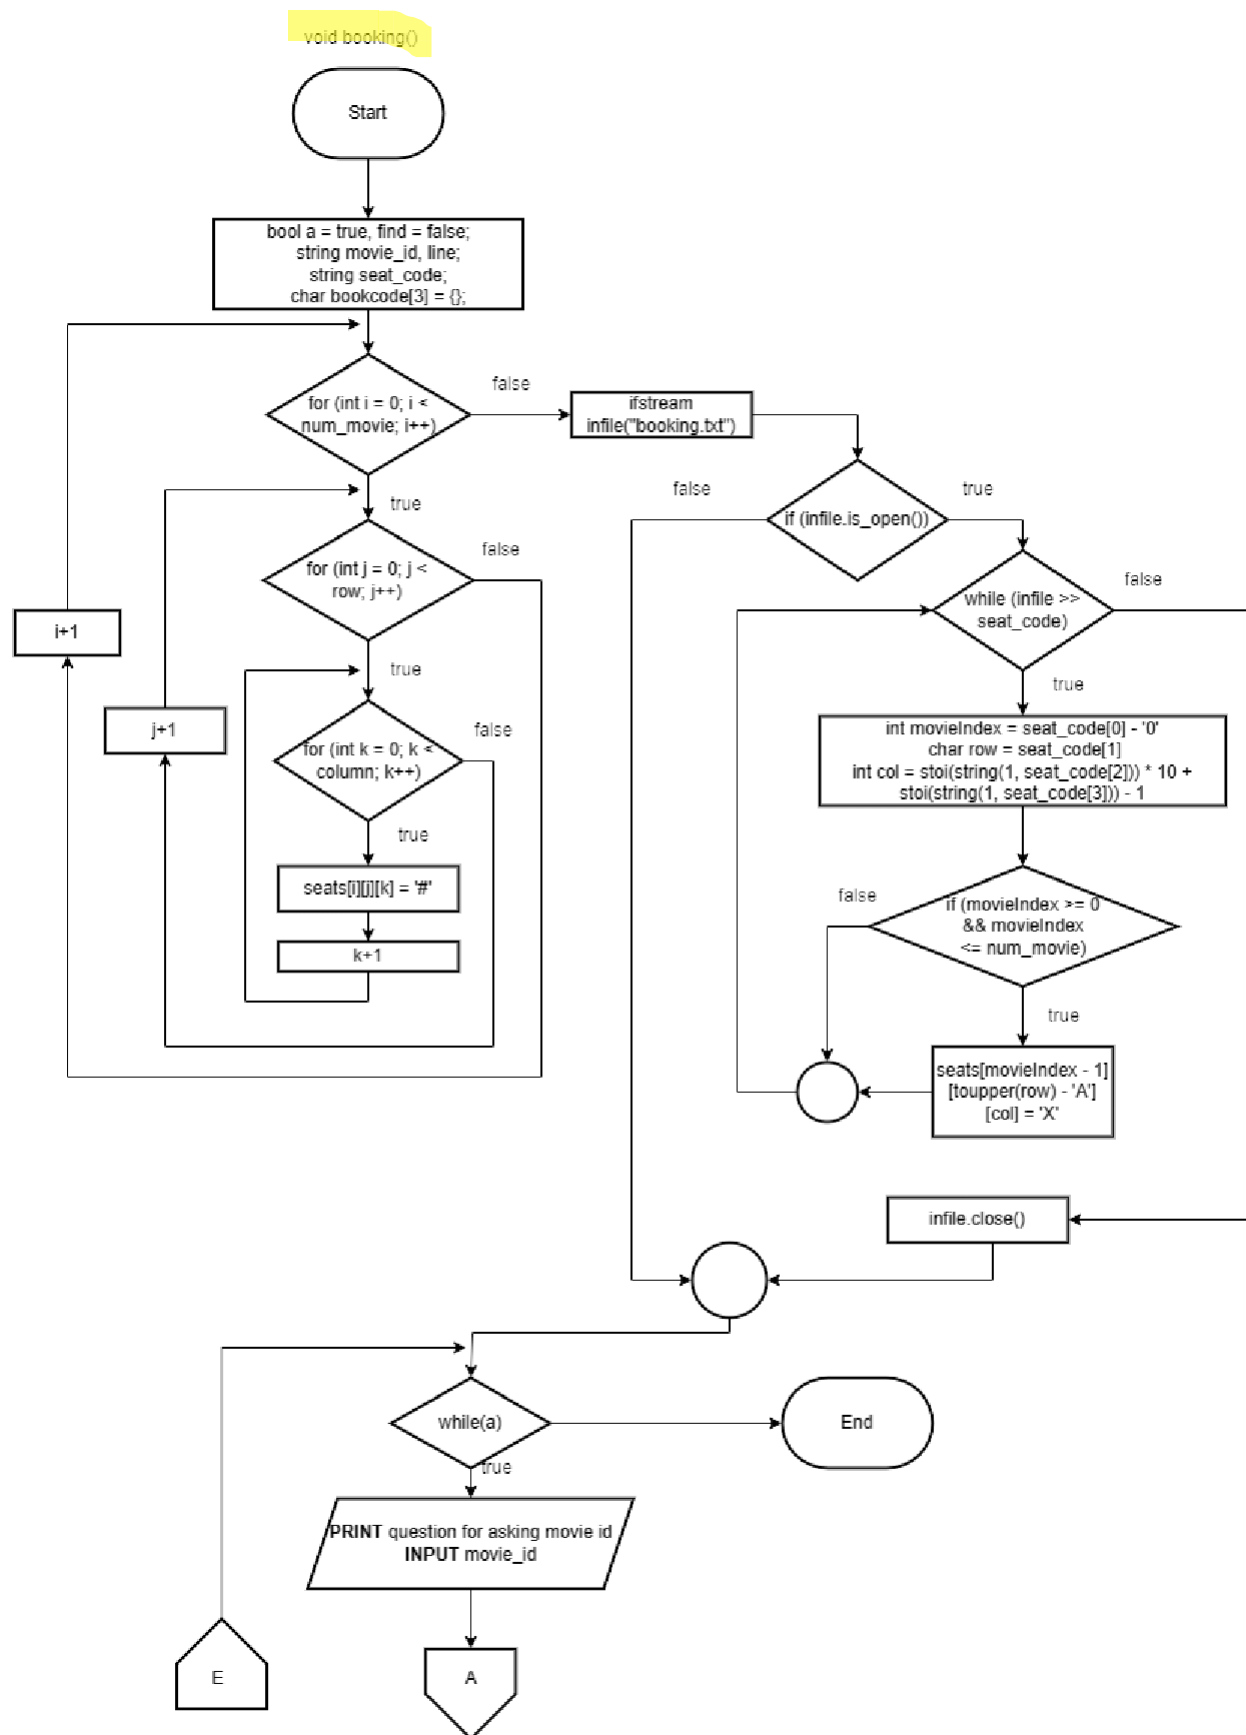 void booking()
Start
bool a = true, find = false;
string movie_id, line;
string seat_code;
char bookcode[3] = {};
for (int i = 0; i <
num_movie; i++)
false
ifstream
infile("booking.txt")
true
false
if (infile.is_open())
true
for (int j = 0; j <
row; j++)
false
while (infile >>
seat_code)
false
i+1
true
true
j+1
for (int k = 0; k <
column; k++)
false
int movieIndex = seat_code[0] - '0'
char row = seat_code[1]
int col = stoi(string(1, seat_code[2])) * 10 +
stoi(string(1, seat_code[3])) - 1
true
seats[i][j][k] = '#'
k+1
false
if (movieIndex >= 0
&& movieIndex
<= num_movie)
true
seats[movieIndex - 1]
[toupper(row) - 'A']
[col] = 'X'
infile.close()
while(a)
End
true
PRINT question for asking movie id
INPUT movie_id
E
A